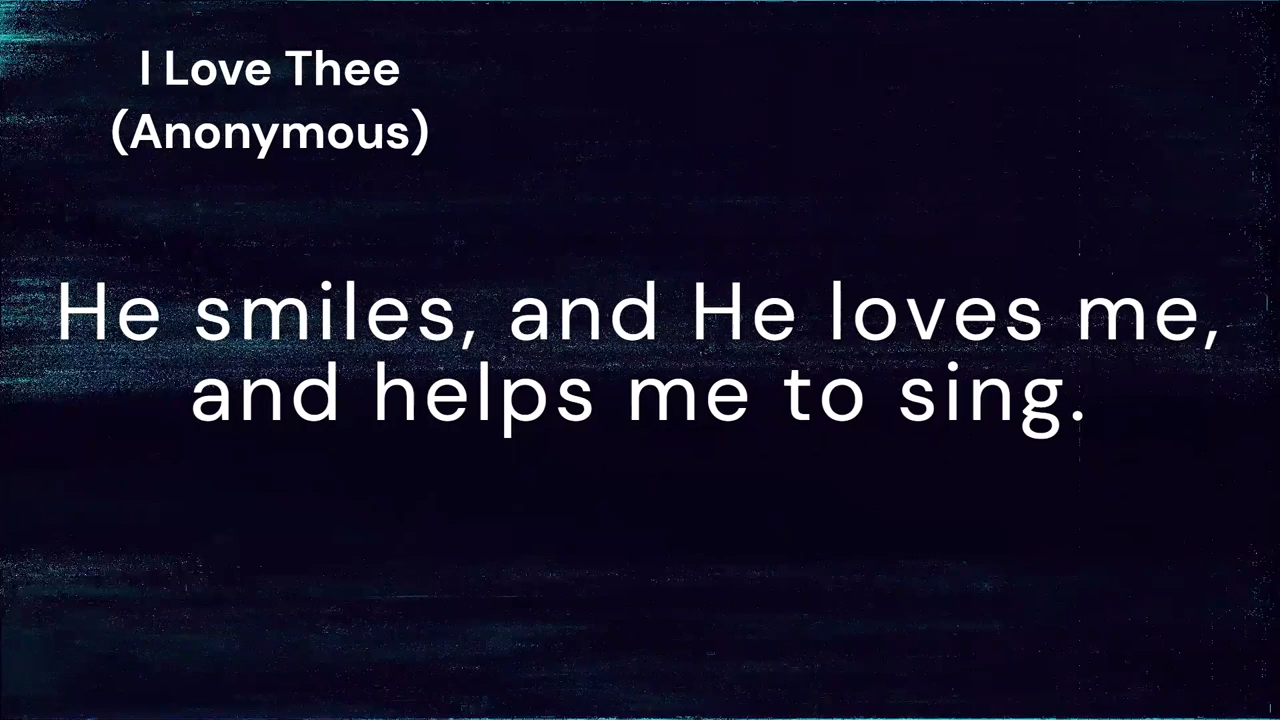 I Love Thee
(Anonymous)
He smiles, and He loves me,
and helps me to sing.